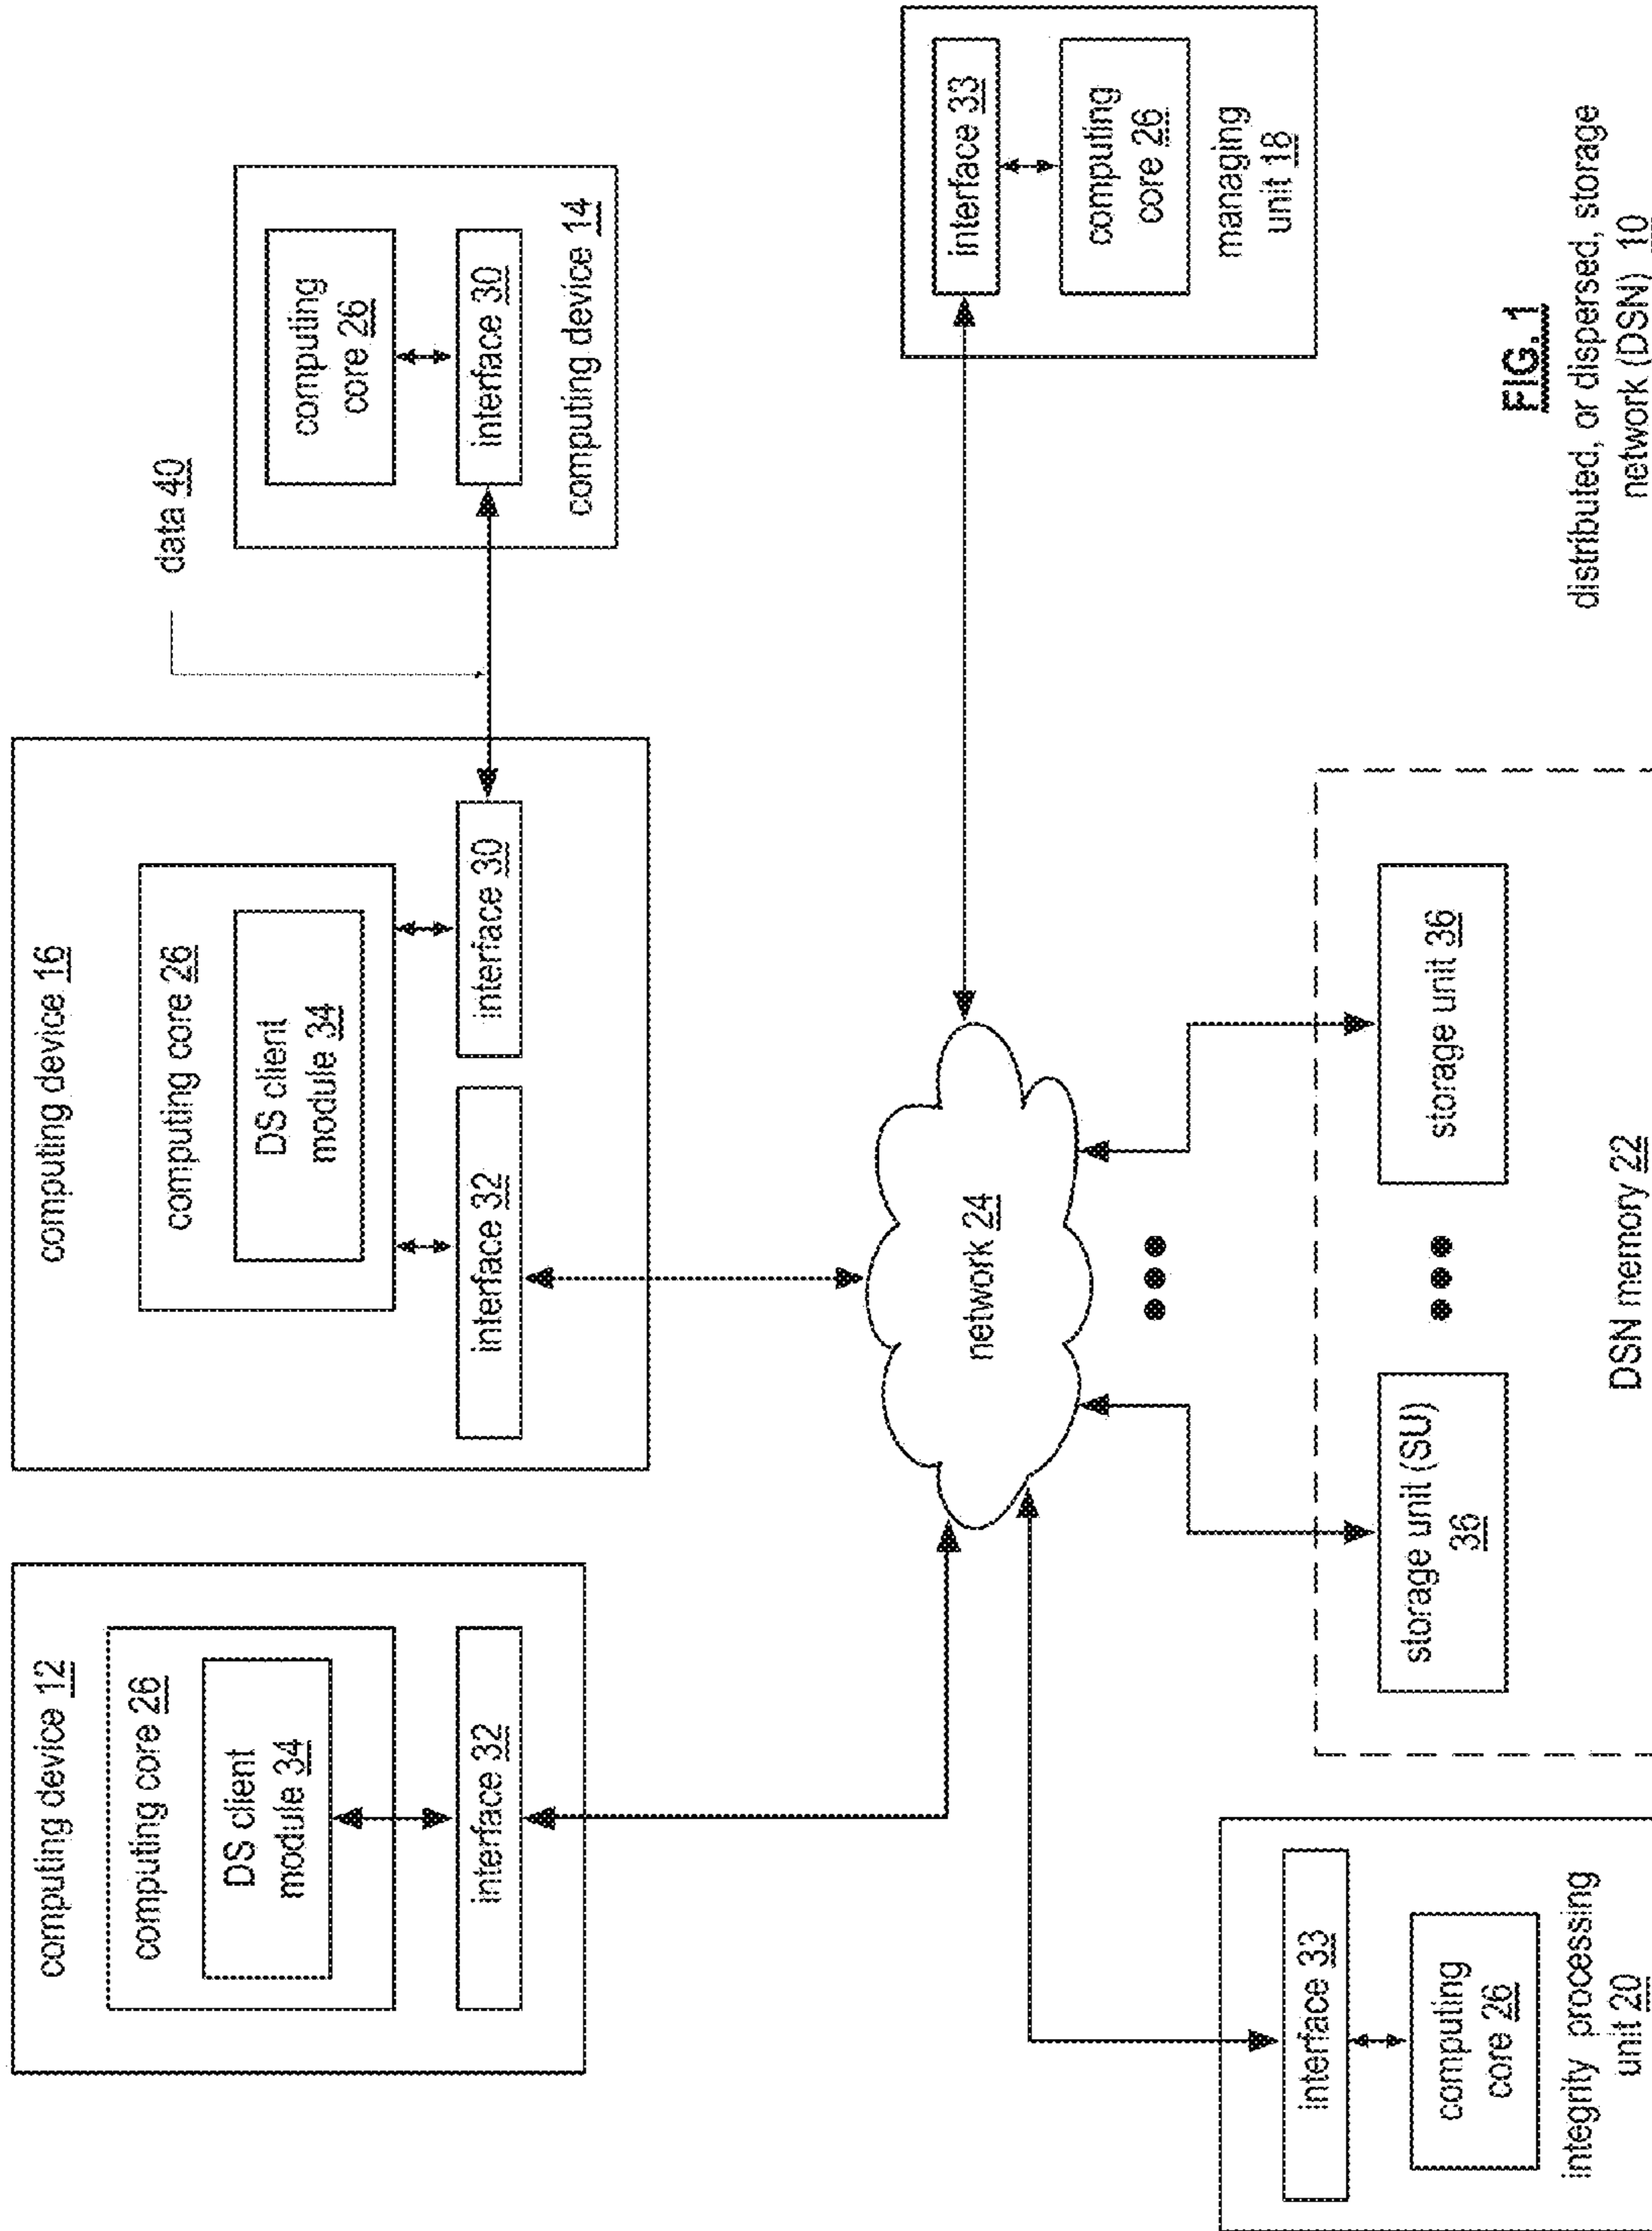 computing device 12
computing core 26
DS client
module 34
interface 32
computing device 16
computing core 26
DS client
module 34
interface 32
interface 30
data 40
computing
core 26
interface 30
computing device 14
network 24
interface 33
computing
core 26
managing
unit 18
interface 33
computing
core 26
integrity processing
unit 20
storage unit (SU)
36
storage unit 36
DSN memory 22
FIG. 1
distributed, or dispersed, storage
network (DSN) 10